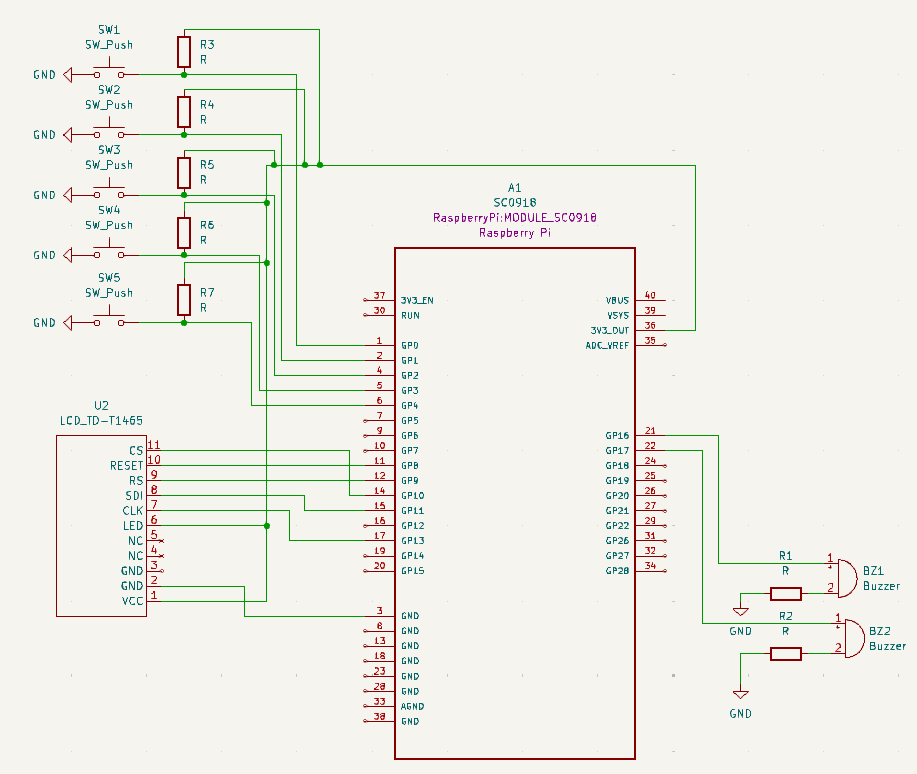 SW1
SW_Push
R3
R
GND
SW2
SW_Push
R4
R
GND
SW3
SW_Push
R5
R
GND
SW4
SW_Push
R6
R
GND
SW5
SW_Push
R7
R
GND
A1
SC0918
RaspberryPi:MODULE_SC0918
Raspberry Pi
37 3V3_EN
30 RUN
1 GP0
2 GP1
4 GP2
5 GP3
6 GP4
7 GP5
9 GP6
10 GP7
11 GP8
12 GP9
14 GP10
15 GP11
16 GP12
17 GP13
19 GP14
20 GP15
3 GND
8 GND
13 GND
18 GND
23 GND
28 GND
33 AGND
38 GND
VBUS 40
VSYS 39
3V3_OUT 36
ADC_VREF 35
GP16 21
GP17 22
GP18 24
GP19 25
GP20 26
GP21 27
GP22 29
GP26 31
GP27 32
GP28 34
U2
LCD_TD-T1465
CS 11
RESET 10
RS 9
SDI 8
CLK 7
LED 6
NC 5
NC 4
GND 3
GND 2
VCC 1
R1
R
1
+
2
BZ1
Buzzer
GND
R2
R
1
+
2
BZ2
Buzzer
GND